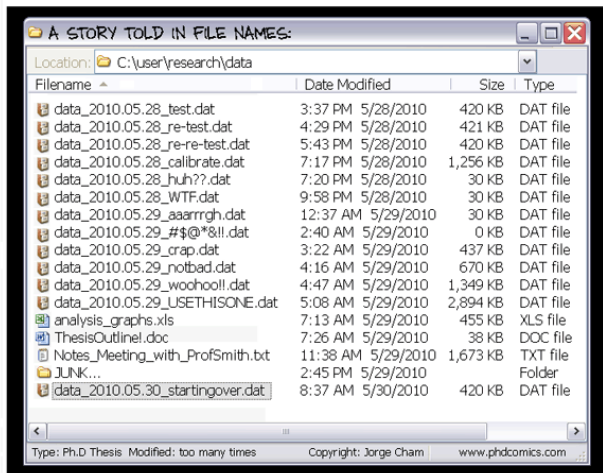 A STORY TOLD IN FILE NAMES:
Location: C:\user\research\data
Filename Date Modified Size Type
data_2010.05.28_test.dat 3:37 PM 5/28/2010 420 KB DAT file
data_2010.05.28_re-test.dat 4:29 PM 5/28/2010 421 KB DAT file
data_2010.05.28_re-re-test.dat 5:43 PM 5/28/2010 420 KB DAT file
data_2010.05.28_calibrate.dat 7:17 PM 5/28/2010 1,256 KB DAT file
data_2010.05.28_huh??.dat 7:20 PM 5/28/2010 30 KB DAT file
data_2010.05.28_WTF.dat 9:58 PM 5/28/2010 30 KB DAT file
data_2010.05.29_aaarrrgh.dat 12:37 AM 5/29/2010 30 KB DAT file
data_2010.05.29_#$@*&!!.dat 2:40 AM 5/29/2010 0 KB DAT file
data_2010.05.29_crap.dat 3:22 AM 5/29/2010 437 KB DAT file
data_2010.05.29_notbad.dat 4:16 AM 5/29/2010 670 KB DAT file
data_2010.05.29_woohoo!!.dat 4:47 AM 5/29/2010 1,349 KB DAT file
data_2010.05.29_USETHISONE.dat 5:08 AM 5/29/2010 2,894 KB DAT file
analysis_graphs.xls 7:13 AM 5/29/2010 455 KB XLS file
ThesisOutline!.doc 7:26 AM 5/29/2010 38 KB DOC file
Notes_Meeting_with_ProfSmith.txt 11:38 AM 5/29/2010 1,673 KB TXT file
JUNK... 2:45 PM 5/29/2010 Folder
data_2010.05.30_startingover.dat 8:37 AM 5/30/2010 420 KB DAT file
Type: Ph.D Thesis Modified: too many times Copyright: Jorge Cham www.phdcomics.com